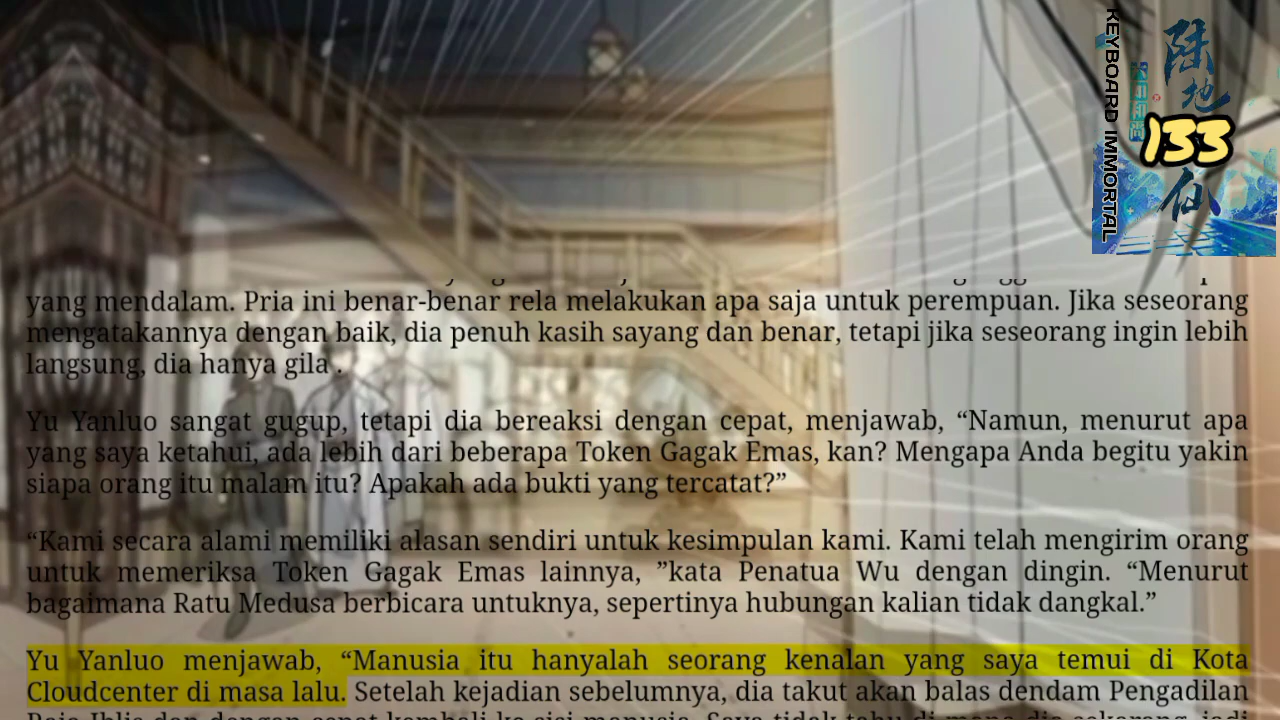 KEYBOARD IMMORTAL
陆地
133
仙
yang mendalam. Pria ini benar-benar rela melakukan apa saja untuk perempuan. Jika seseorang
mengatakannya dengan baik, dia penuh kasih sayang dan benar, tetapi jika seseorang ingin lebih
langsung, dia hanya gila .
Yu Yanluo sangat gugup, tetapi dia bereaksi dengan cepat, menjawab, “Namun, menurut apa
yang saya ketahui, ada lebih dari beberapa Token Gagak Emas, kan? Mengapa Anda begitu yakin
siapa orang itu malam itu? Apakah ada bukti yang tercatat?”
“Kami secara alami memiliki alasan sendiri untuk kesimpulan kami. Kami telah mengirim orang
untuk memeriksa Token Gagak Emas lainnya, ”kata Penatua Wu dengan dingin. “Menurut
bagaimana Ratu Medusa berbicara untuknya, sepertinya hubungan kalian tidak dangkal.”
Yu Yanluo menjawab, “Manusia itu hanyalah seorang kenalan yang saya temui di Kota
Cloudcenter di masa lalu. Setelah kejadian sebelumnya, dia takut akan balas dendam Pengadilan